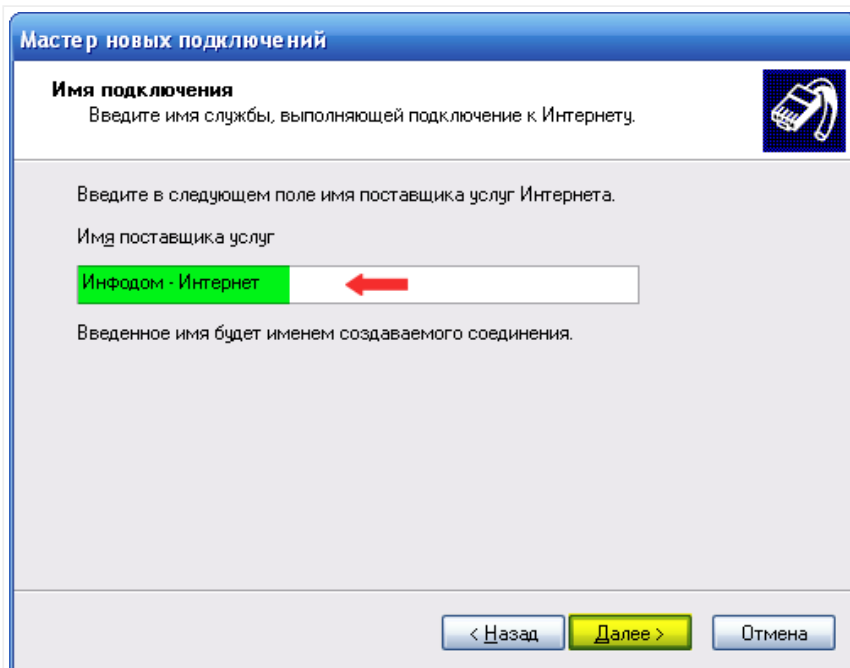 Мастер новых подключений
Имя подключения
Введите имя службы, выполняющей подключение к Интернету.
Введите в следующем поле имя поставщика услуг Интернета.
Имя поставщика услуг
Инфодом - Интернет
Введенное имя будет именем создаваемого соединения.
< Назад
Далее >
Отмена